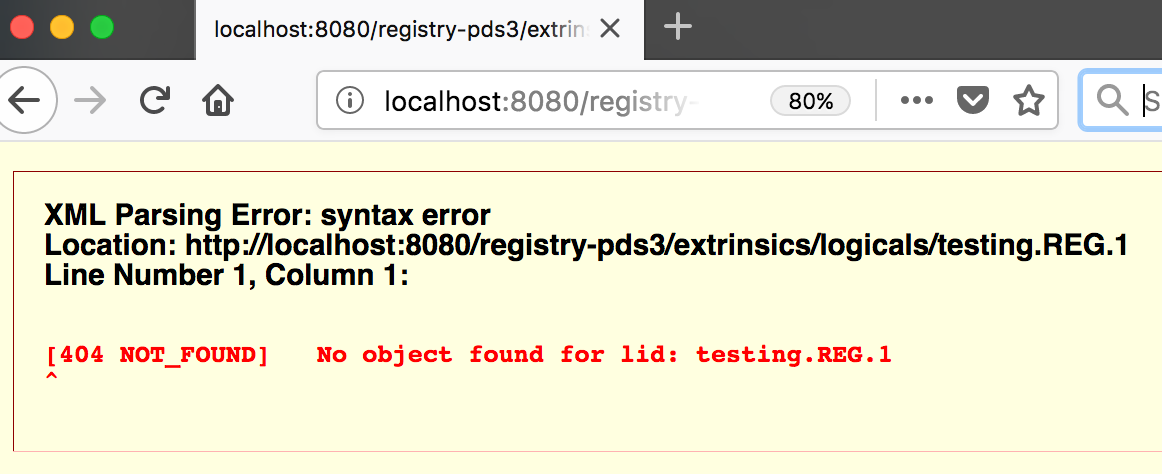 localhost:8080/registry-pds3/extrin
localhost:8080/registry-
80%
S
XML Parsing Error: syntax error
Location: http://localhost:8080/registry-pds3/extrinsics/logicals/testing.REG.1
Line Number 1, Column 1:
[404 NOT_FOUND]   No object found for lid: testing.REG.1
^